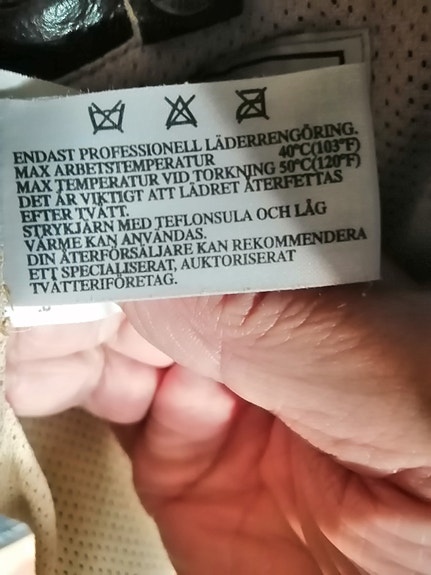 ENDAST PROFESSIONELL LÄDERRENGÖRING.
MAX ARBETSTEMPERATUR 40°C(103°F)
MAX TEMPERATUR VID TORKNING 50°C(120°F)
DET ÄR VIKTIGT ATT LÄDRET ÅTERFETTAS
EFTER TVÄTT.
STRYKJÄRN MED TEFLONSULA OCH LÅG
VÄRME KAN ANVÄNDAS.
DIN ÅTERFÖRSÄLJARE KAN REKOMMENDERA
ETT SPECIALISERAT, AUKTORISERAT
TVÄTTERIFÖRETAG.